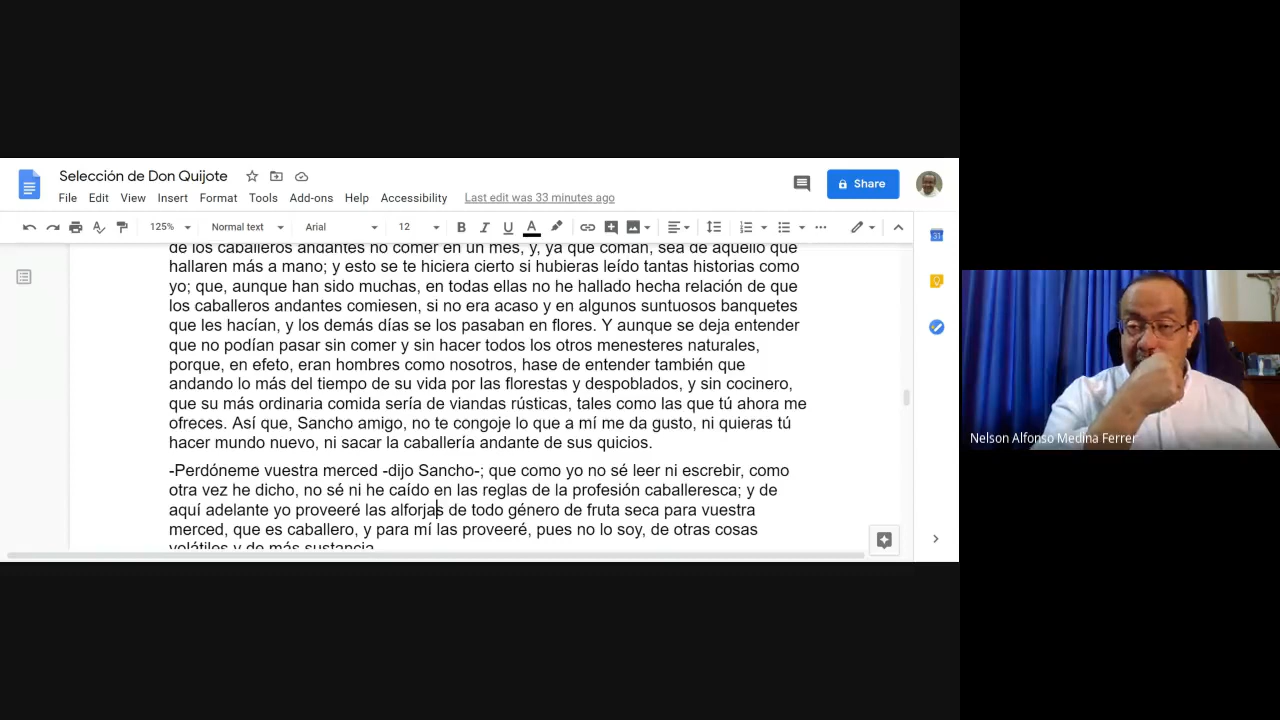 Selección de Don Quijote
File Edit View Insert Format Tools Add-ons Help Accessibility Last edit was 33 minutes ago
Share
125% Normal text Arial 12 B I U A
31
de los caballeros andantes no comer en un mes, y, ya que coman, sea de aquello que
hallaren más a mano; y esto se te hiciera cierto si hubieras leído tantas historias como
yo; que, aunque han sido muchas, en todas ellas no he hallado hecha relación de que
los caballeros andantes comiesen, si no era acaso y en algunos suntuosos banquetes
que les hacían, y los demás días se los pasaban en flores. Y aunque se deja entender
que no podían pasar sin comer y sin hacer todos los otros menesteres naturales,
porque, en efeto, eran hombres como nosotros, hase de entender también que
andando lo más del tiempo de su vida por las florestas y despoblados, y sin cocinero,
que su más ordinaria comida sería de viandas rústicas, tales como las que tú ahora me
ofreces. Así que, Sancho amigo, no te congoje lo que a mí me da gusto, ni quieras tú
hacer mundo nuevo, ni sacar la caballería andante de sus quicios.
-Perdóneme vuestra merced -dijo Sancho-; que como yo no sé leer ni escrebir, como
otra vez he dicho, no sé ni he caído en las reglas de la profesión caballeresca; y de
aquí adelante yo proveeré las alforjas de todo género de fruta seca para vuestra
merced, que es caballero, y para mí las proveeré, pues no lo soy, de otras cosas
volátiles y de más sustancia.
Nelson Alfonso Medina Ferrer